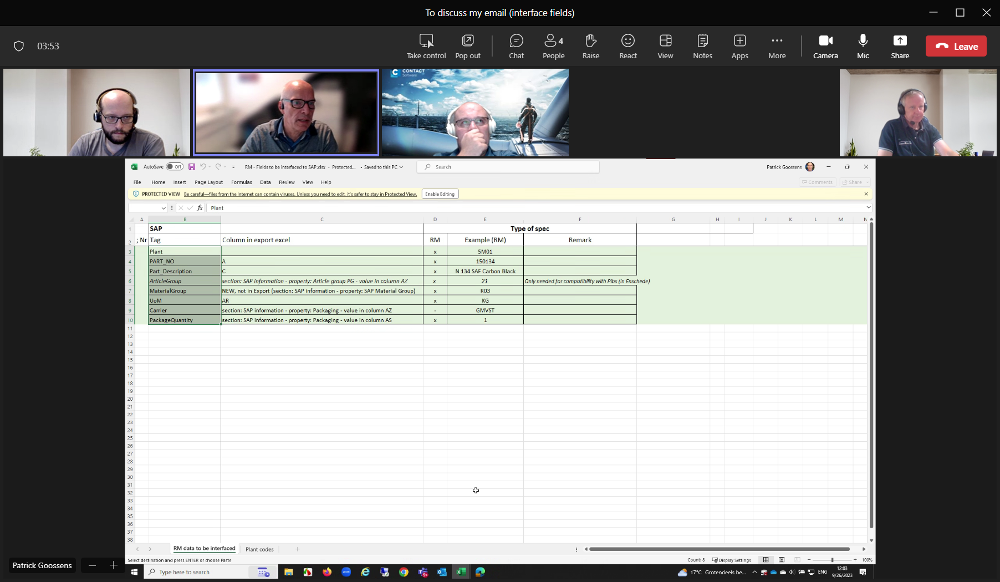 To discuss my email (interface fields)
03:53
Take control
Pop out
Chat
4
People
Raise
React
View
Notes
Apps
More
Camera
Mic
Share
Leave
CONTACT
Software
AutoSave Off
RM - Fields to be interfaced to SAP.xlsx - Protected... • Saved to this PC
Search
Patrick Goossens
File Home Insert Page Layout Formulas Data Review View Help
Comments Share
PROTECTED VIEW Be careful—files from the Internet can contain viruses. Unless you need to edit, it's safer to stay in Protected View. Enable Editing
fx Plant
A B C D E F G H I J K L M N
1 SAP Type of spec
2 ; Nr Tag Column in export excel RM Example (RM) Remark
3 Plant x 5M01
4 PART_NO A x 150134
5 Part_Description C x N 134 SAF Carbon Black
6 ArticleGroup section: SAP information - property: Article group PG - value in column AZ x 21 Only needed for compatibility with Pibs (in Enschede)
7 MaterialGroup NEW, not in Export (section: SAP information - property: SAP Material Group) x R03
8 UoM AR x KG
9 Carrier section: SAP information - property: Packaging - value in column AZ - GMVST
10 PackageQuantity section: SAP information - property: Packaging - value in column AS x 1
11
12
13
14
15
16
17
18
19
20
21
22
23
24
25
26
27
28
29
30
31
32
33
34
35
36
37
38
RM data to be interfaced Plant codes
Select destination and press ENTER or choose Paste
Count: 8 Display Settings 100%
Patrick Goossens
Type here to search
17°C Grotendeels be...
ENG
12:03
9/26/2023